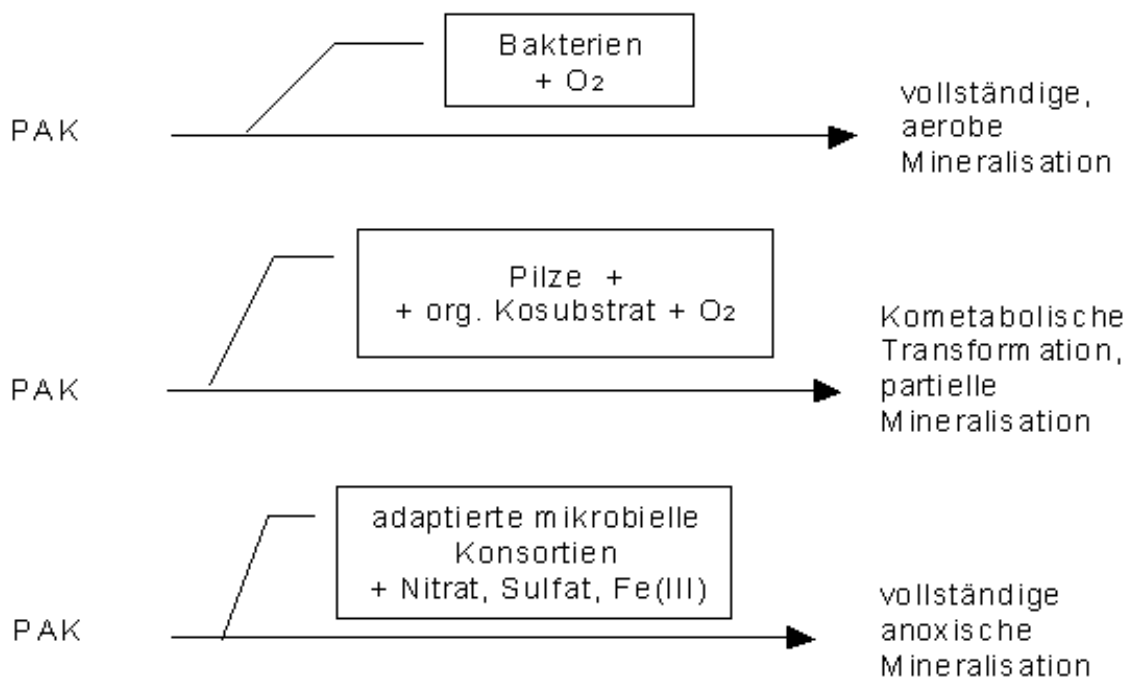 Bakterien
+ O₂
PAK
vollständige,
aerobe
Mineralisation
Pilze +
+ org. Kosubstrat + O₂
PAK
Kometabolische
Transformation,
partielle
Mineralisation
adaptierte mikrobielle
Konsortien
+ Nitrat, Sulfat, Fe(III)
PAK
vollständige
anoxische
Mineralisation